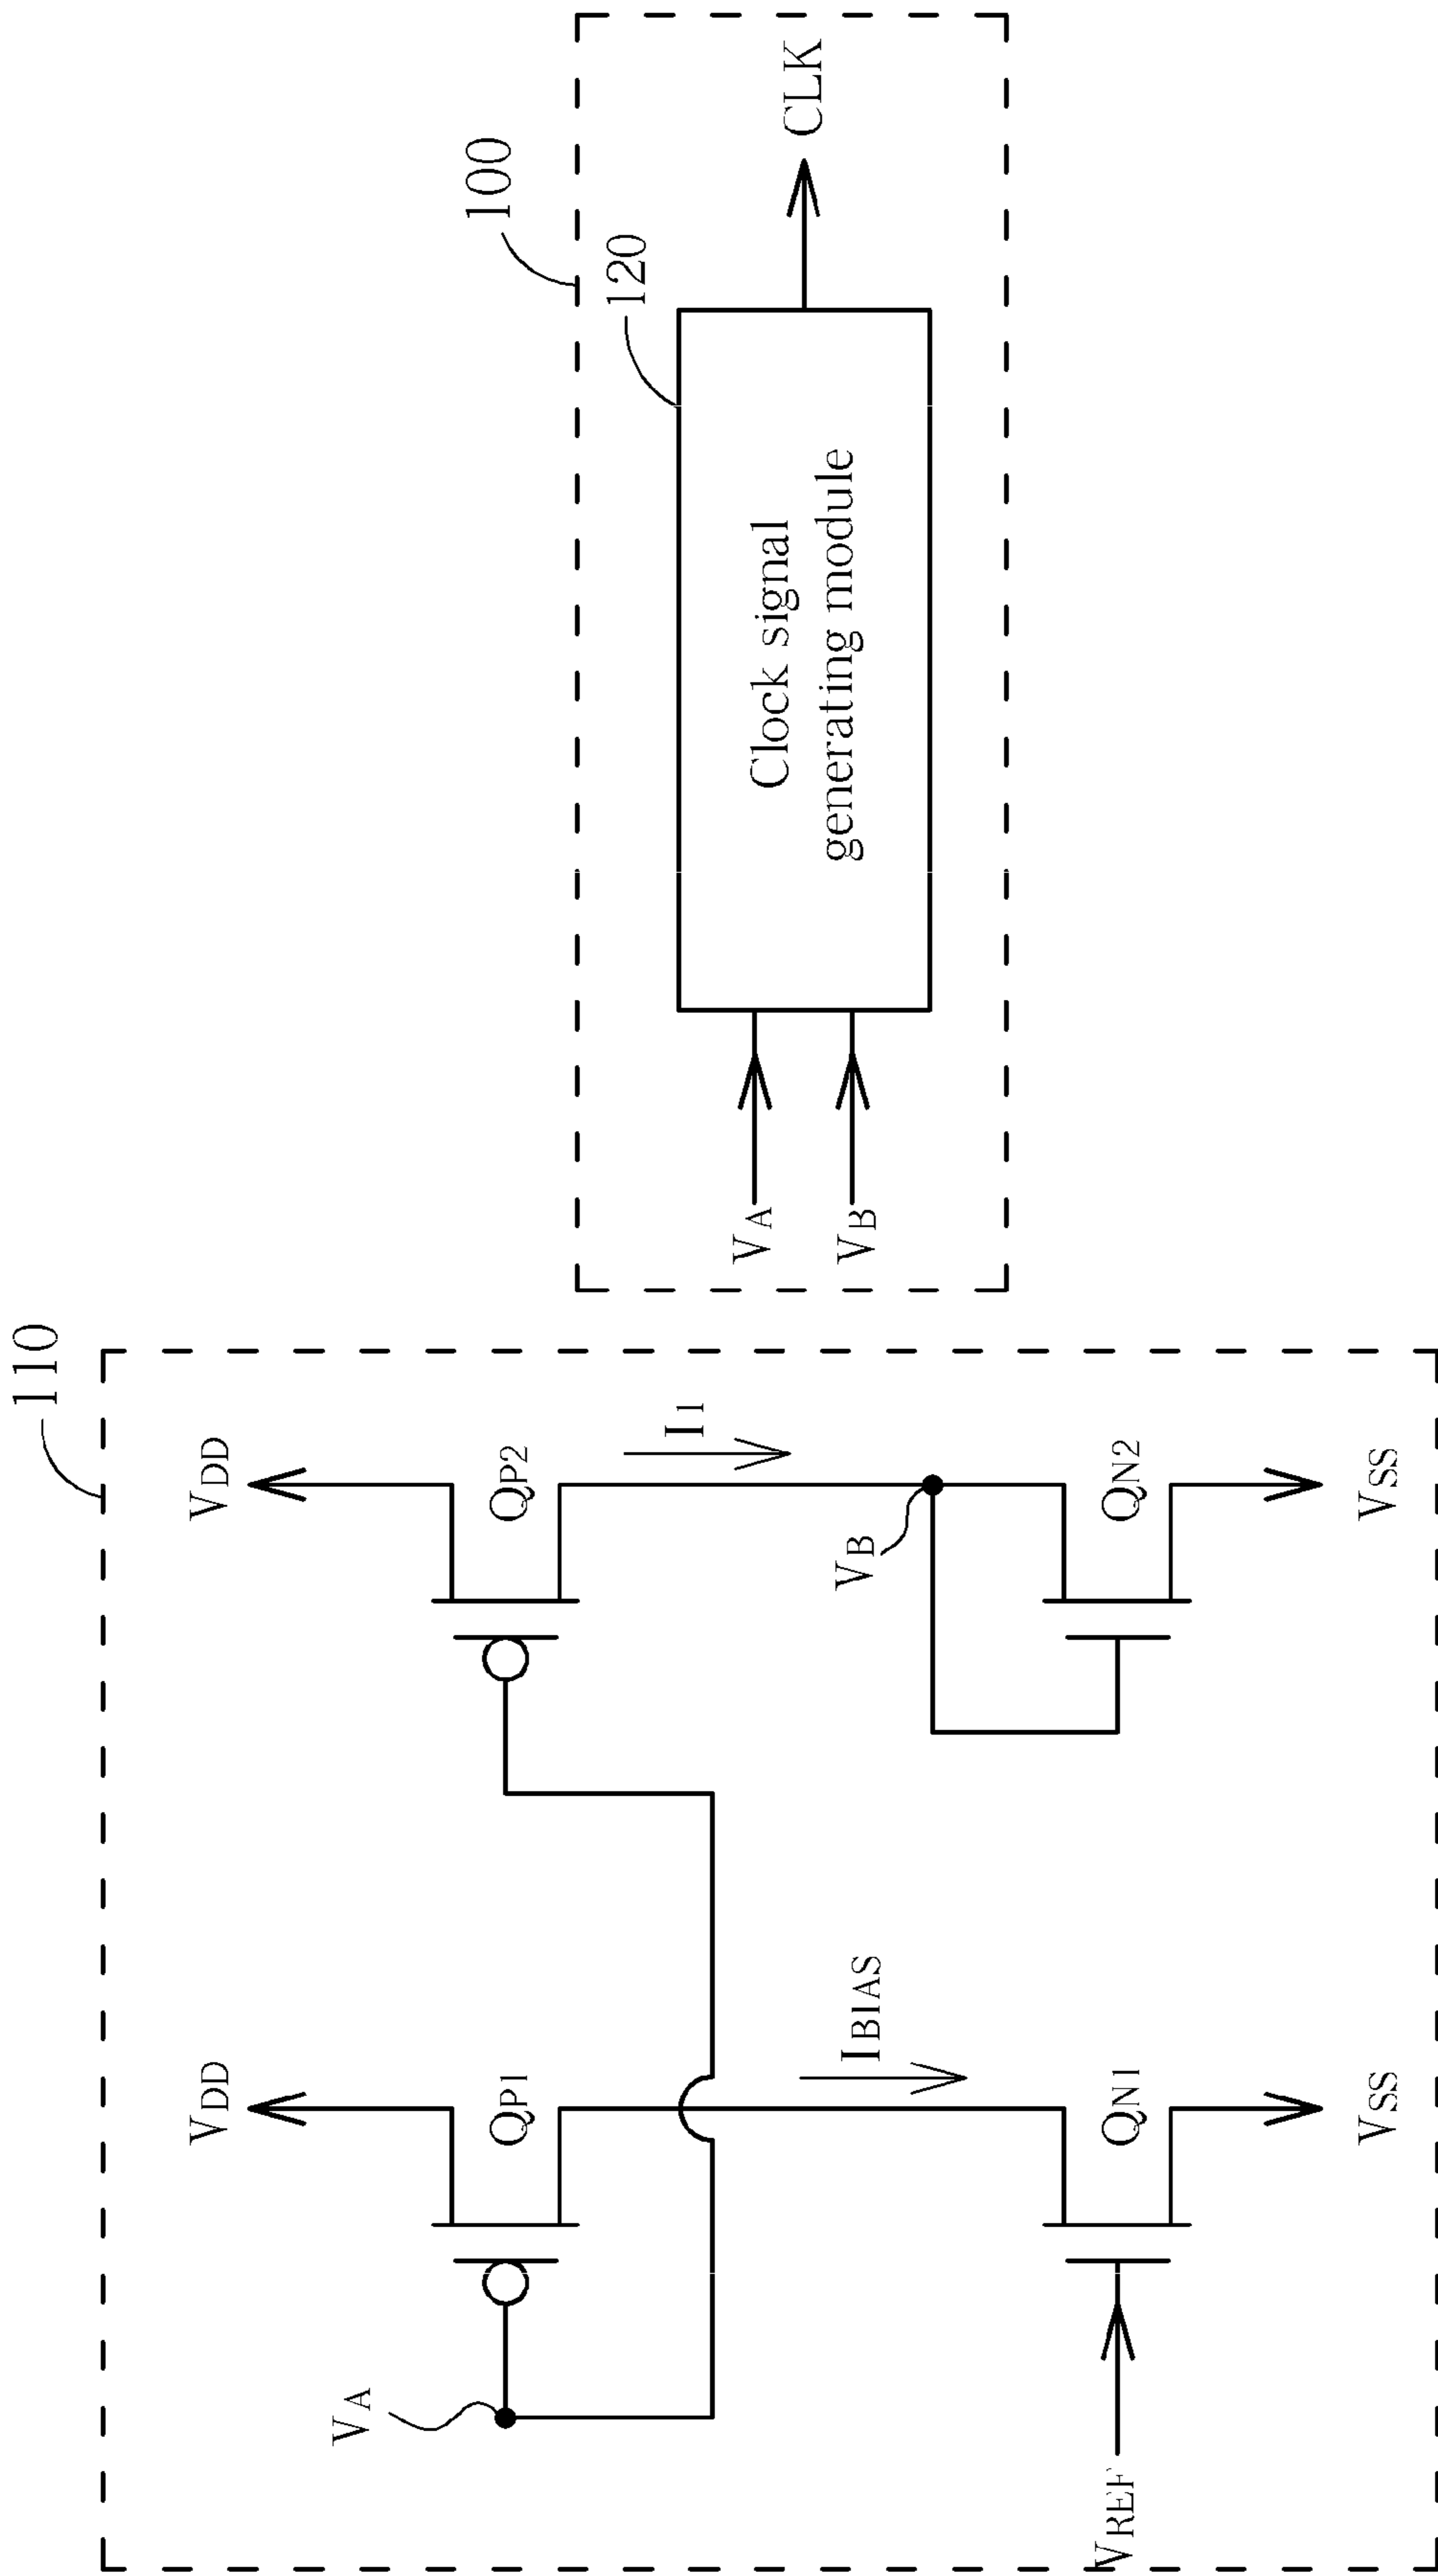 110
VDD
VDD
VA
QP1
QP2
IBIAS
I1
VB
QN1
QN2
VREF
VSS
VSS
100
120
VA
VB
Clock signal
generating module
CLK